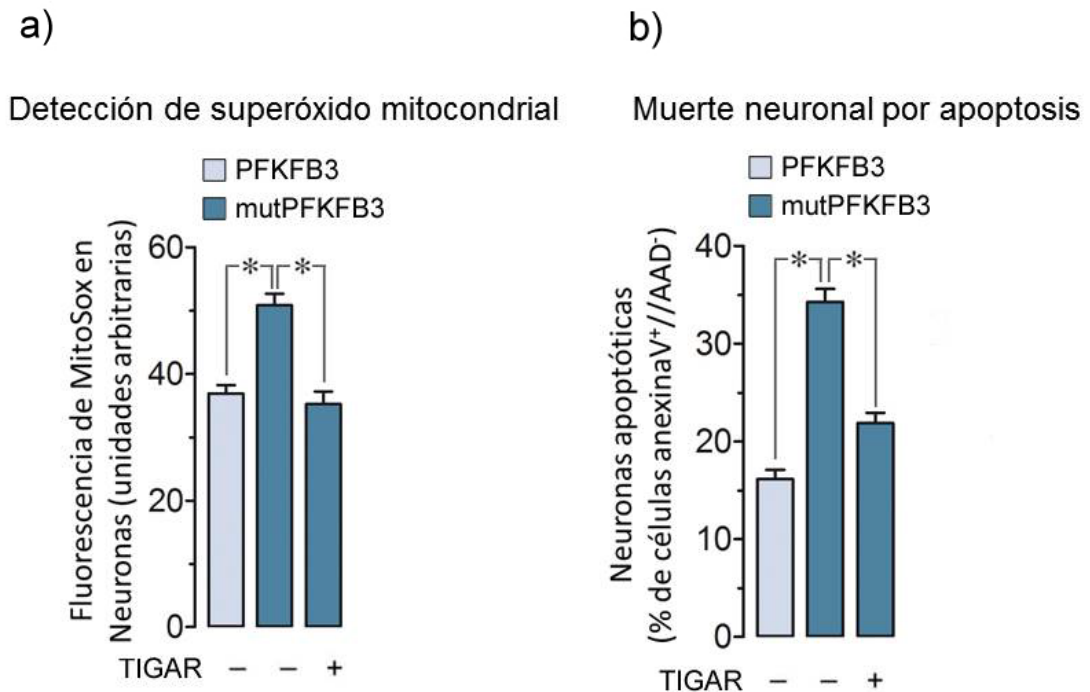 a)
Detección de superóxido mitocondrial
PFKFB3
mutPFKFB3
Fluorescencia de MitoSox en
Neuronas (unidades arbitrarias)
60
40
20
0
* *
TIGAR – – +
b)
Muerte neuronal por apoptosis
PFKFB3
mutPFKFB3
Neuronas apoptóticas
(% de células anexinaV⁺//AAD⁻)
40
30
20
10
0
* *
TIGAR – – +